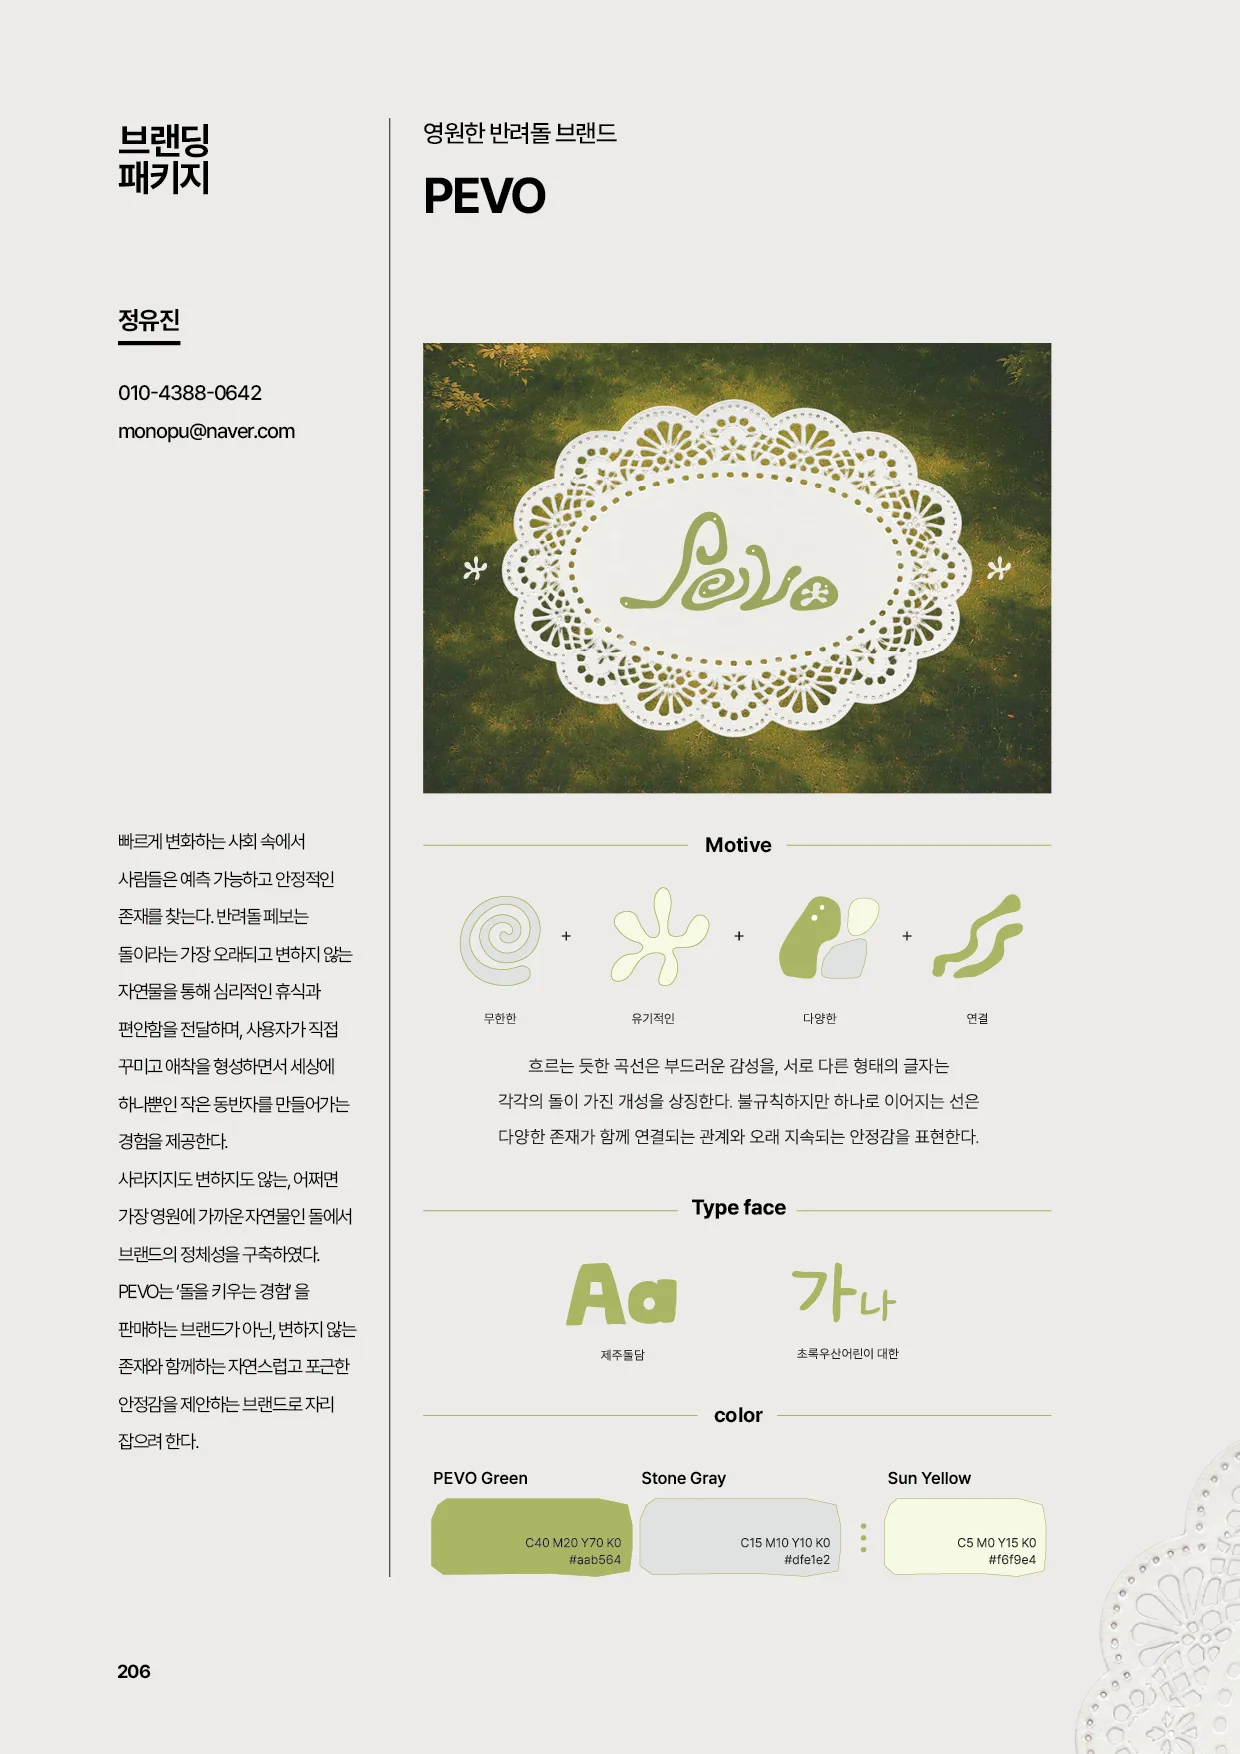 브랜딩
패키지
정유진
010-4388-0642
monopu@naver.com
빠르게 변화하는 사회 속에서
사람들은 예측 가능하고 안정적인
존재를 찾는다. 반려돌 페보는
돌이라는 가장 오래되고 변하지 않는
자연물을 통해 심리적인 휴식과
편안함을 전달하며, 사용자가 직접
꾸미고 애착을 형성하면서 세상에
하나뿐인 작은 동반자를 만들어가는
경험을 제공한다.
사라지지도 변하지도 않는, 어쩌면
가장 영원에 가까운 자연물인 돌에서
브랜드의 정체성을 구축하였다.
PEVO는 ‘돌을 키우는 경험’ 을
판매하는 브랜드가 아닌, 변하지 않는
존재와 함께하는 자연스럽고 포근한
안정감을 제안하는 브랜드로 자리
잡으려 한다.
206
영원한 반려돌 브랜드
PEVO
Pevo
Motive
+ + +
무한한 유기적인 다양한 연결
흐르는 듯한 곡선은 부드러운 감성을, 서로 다른 형태의 글자는
각각의 돌이 가진 개성을 상징한다. 불규칙하지만 하나로 이어지는 선은
다양한 존재가 함께 연결되는 관계와 오래 지속되는 안정감을 표현한다.
Type face
Aa 가나
제주돌담 초록우산어린이 대한
color
PEVO Green Stone Gray Sun Yellow
C40 M20 Y70 K0 C15 M10 Y10 K0 C5 M0 Y15 K0
#aab564 #dfe1e2 #f6f9e4